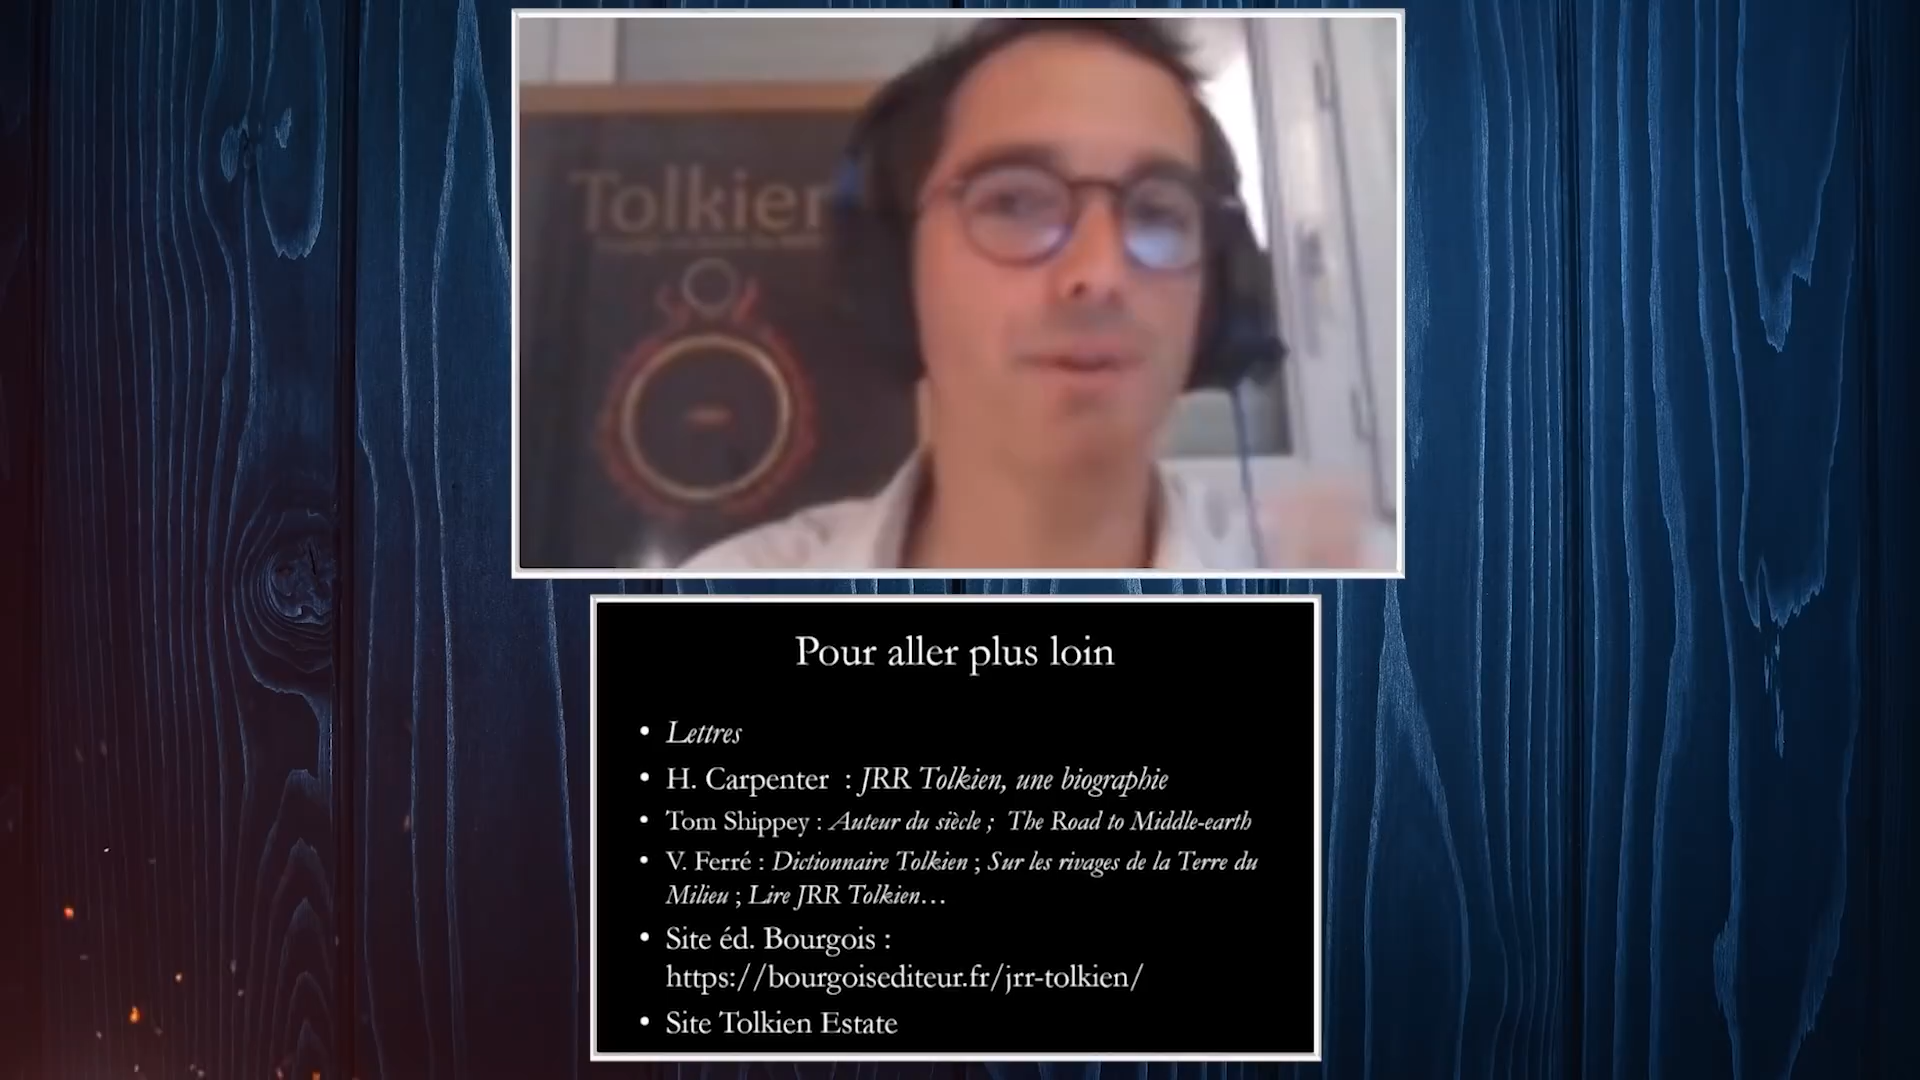 Tolkien
Pour aller plus loin
• Lettres
• H. Carpenter : JRR Tolkien, une biographie
• Tom Shippey : Auteur du siècle ; The Road to Middle-earth
• V. Ferré : Dictionnaire Tolkien ; Sur les rivages de la Terre du
Milieu ; Lire JRR Tolkien…
• Site éd. Bourgois :
https://bourgoisediteur.fr/jrr-tolkien/
• Site Tolkien Estate